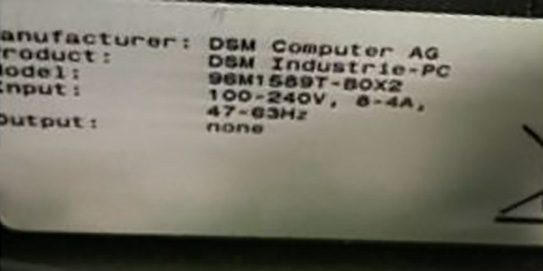 anufacturer: DSM Computer AG
roduct: DSM Industrie-PC
odel: 96M1589T-80X2
nput: 100-240V, 8-4A,
47-63Hz
Output: none